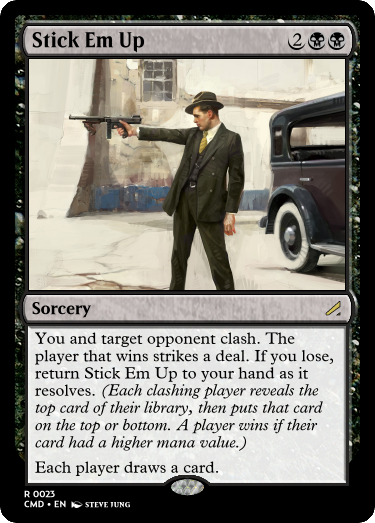 Stick Em Up 2
Sorcery
You and target opponent clash. The
player that wins strikes a deal. If you lose,
return Stick Em Up to your hand as it
resolves. (Each clashing player reveals the
top card of their library, then puts that card
on the top or bottom. A player wins if their
card had a higher mana value.)
Each player draws a card.
R 0023
CMD • EN STEVE JUNG